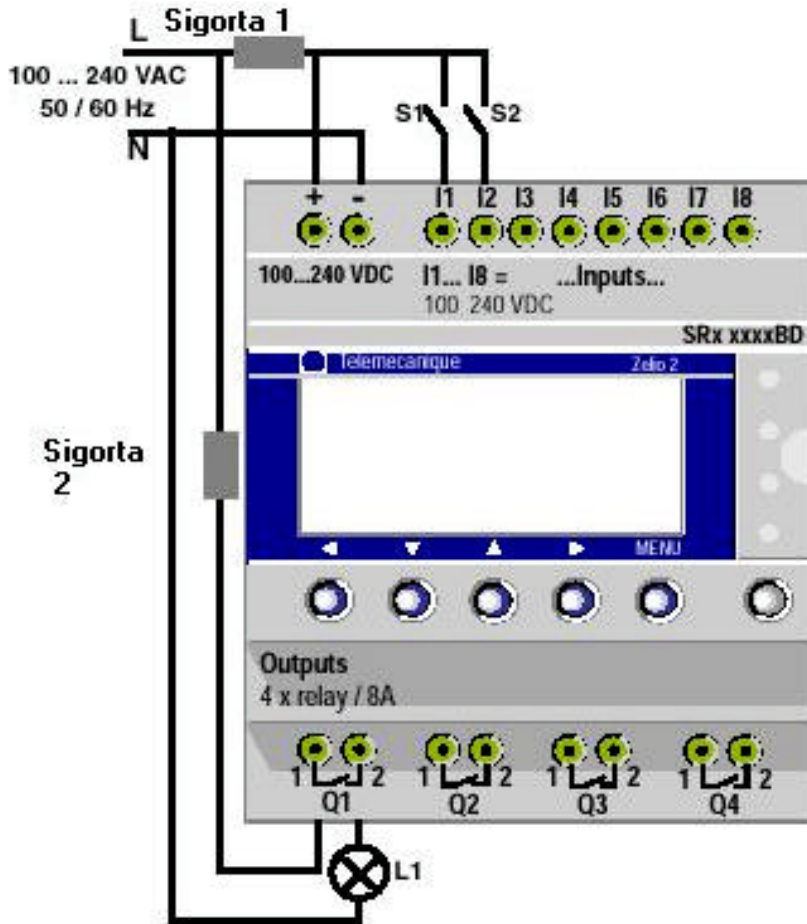 L Sigorta 1
100 ... 240 VAC
50 / 60 Hz
N
S1 S2
+ - I1 I2 I3 I4 I5 I6 I7 I8
100...240 VDC I1... I8 = ...Inputs...
100 240 VDC
SRx xxxxBD
Telemecanique Zelio 2
Sigorta
2
MENU
Outputs
4 x relay / 8A
1 2 1 2 1 2 1 2
Q1 Q2 Q3 Q4
L1